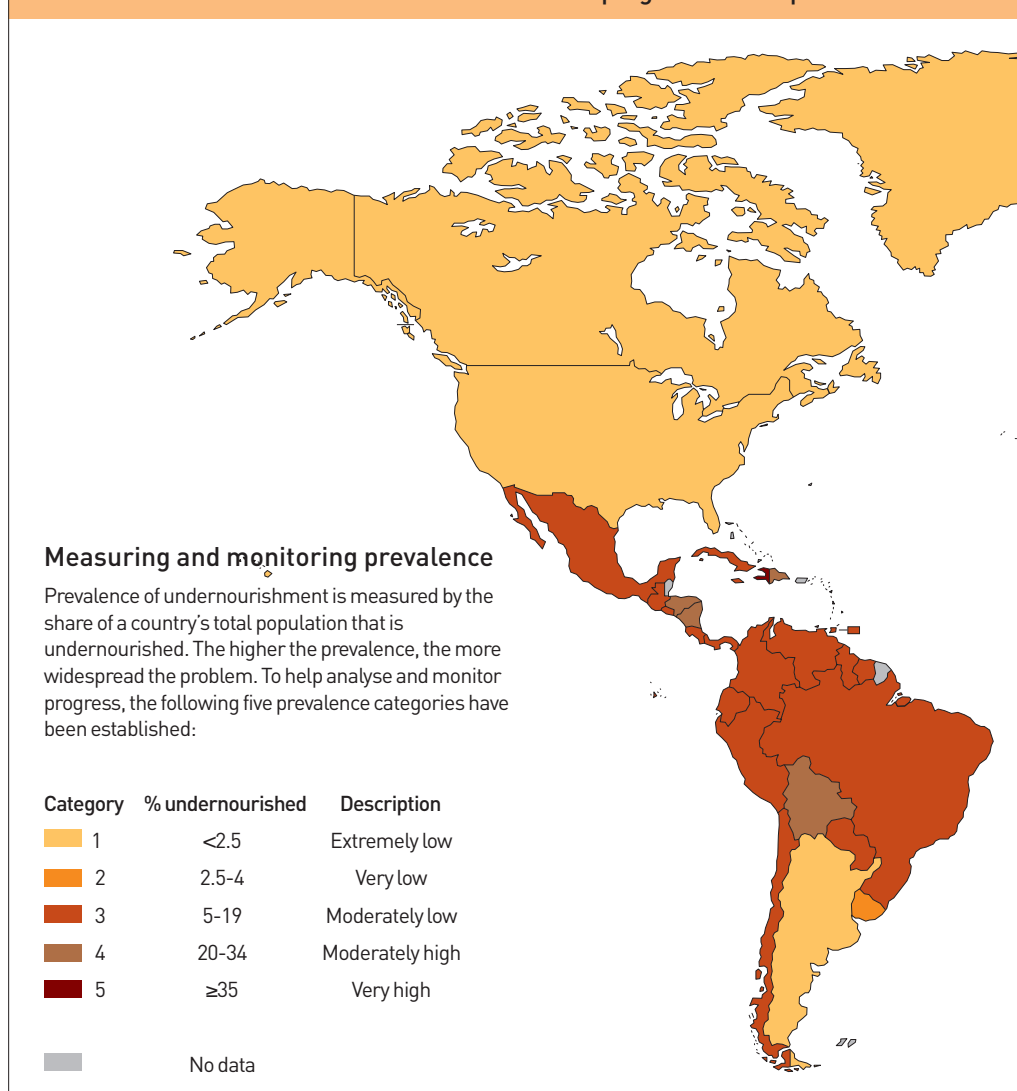 Measuring and monitoring prevalence
Prevalence of undernourishment is measured by the
share of a country's total population that is
undernourished. The higher the prevalence, the more
widespread the problem. To help analyse and monitor
progress, the following five prevalence categories have
been established:
Category % undernourished Description
1 <2.5 Extremely low
2 2.5-4 Very low
3 5-19 Moderately low
4 20-34 Moderately high
5 ≥35 Very high
No data